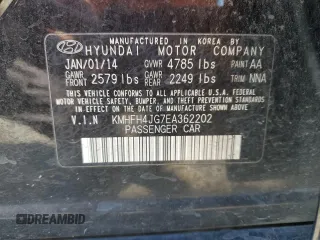 MANUFACTURED IN KOREA BY
HYUNDAI MOTOR COMPANY
JAN/01/14 GVWR 4785 lbs PAINT AA
GAWR FRONT 2579 lbs GAWR REAR 2249 lbs TRIM NNA
THIS VEHICLE CONFORMS TO ALL APPLICABLE FEDERAL
MOTOR VEHICLE SAFETY, BUMPER, AND THEFT PREVENTION STANDARDS
IN EFFECT ON THE DATE OF MANUFACTURE SHOWN ABOVE.
V.I.N KMHFH4JG7EA362202
PASSENGER CAR
DREAMBID